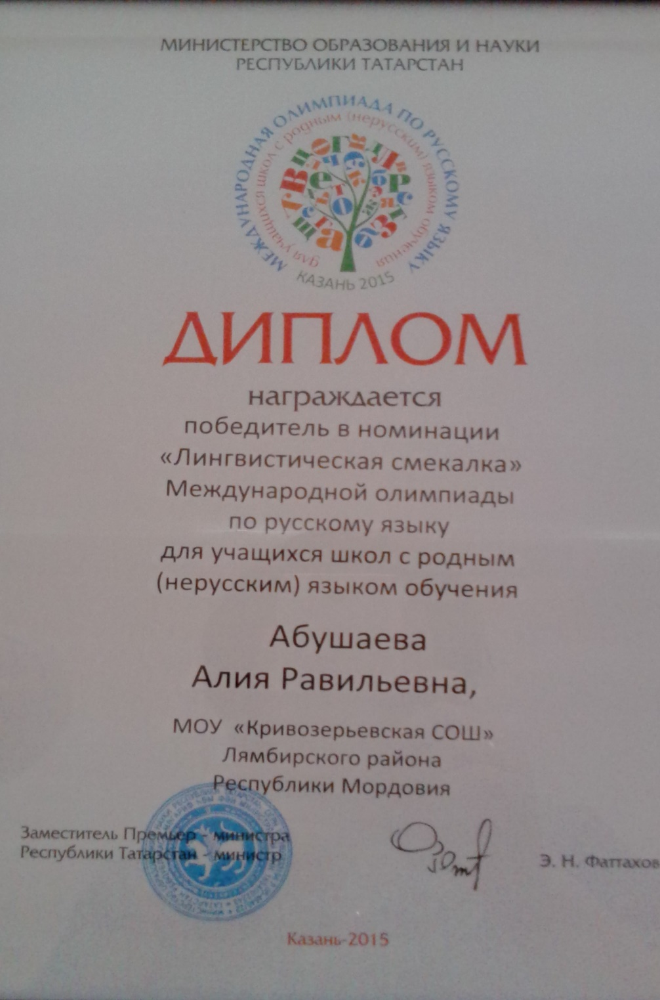 МИНИСТЕРСТВО ОБРАЗОВАНИЯ И НАУКИ
РЕСПУБЛИКИ ТАТАРСТАН
МЕЖДУНАРОДНАЯ ОЛИМПИАДА ПО РУССКОМУ ЯЗЫКУ
для учащихся школ с родным (нерусским) языком обучения
КАЗАНЬ 2015
ДИПЛОМ
награждается
победитель в номинации
«Лингвистическая смекалка»
Международной олимпиады
по русскому языку
для учащихся школ с родным
(нерусским) языком обучения
Абушаева
Алия Равильевна,
МОУ «Кривозерьевская СОШ»
Лямбирского района
Республики Мордовия
Заместитель Премьер - министра
Республики Татарстан - министр
Э. Н. Фаттахов
Казань-2015